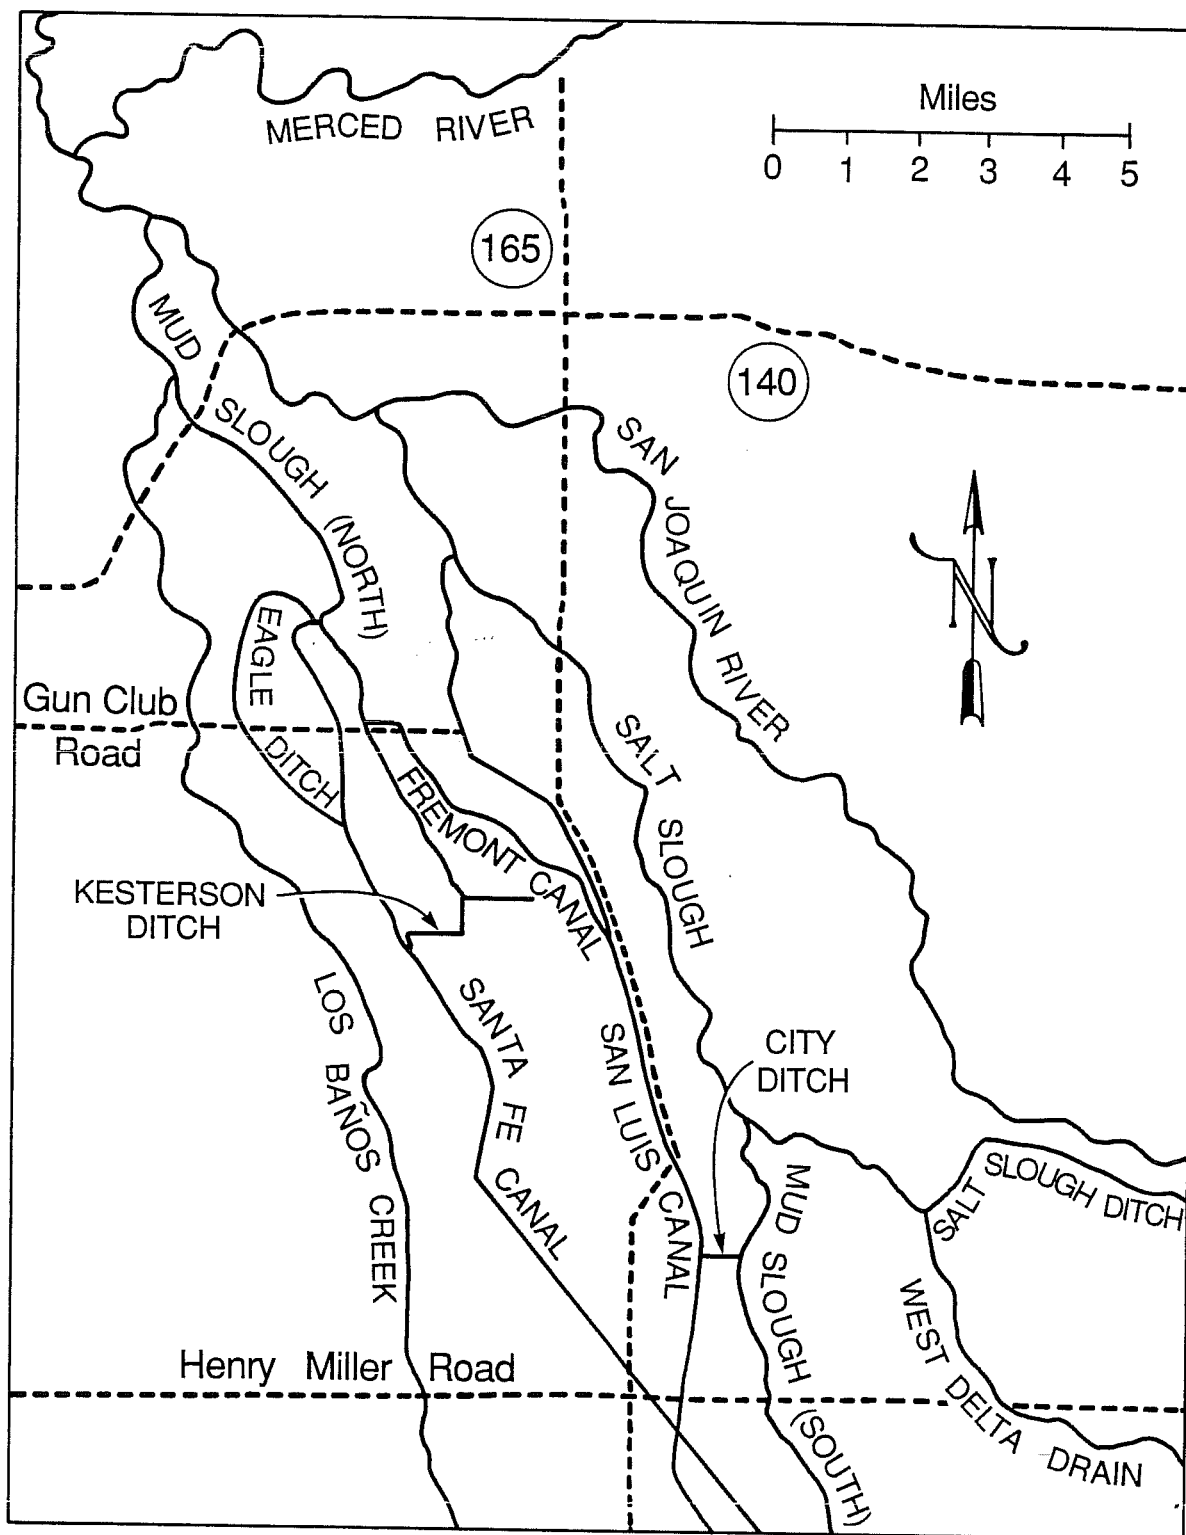 Miles
0 1 2 3 4 5
MERCED RIVER
165
140
MUD SLOUGH (NORTH)
SAN JOAQUIN RIVER
EAGLE DITCH
Gun Club
Road
FREMONT CANAL
SALT SLOUGH
KESTERSON
DITCH
LOS BAÑOS CREEK
SANTA FE CANAL
SAN LUIS CANAL
CITY
DITCH
MUD SLOUGH (SOUTH)
SALT SLOUGH DITCH
WEST DELTA DRAIN
Henry Miller Road
N